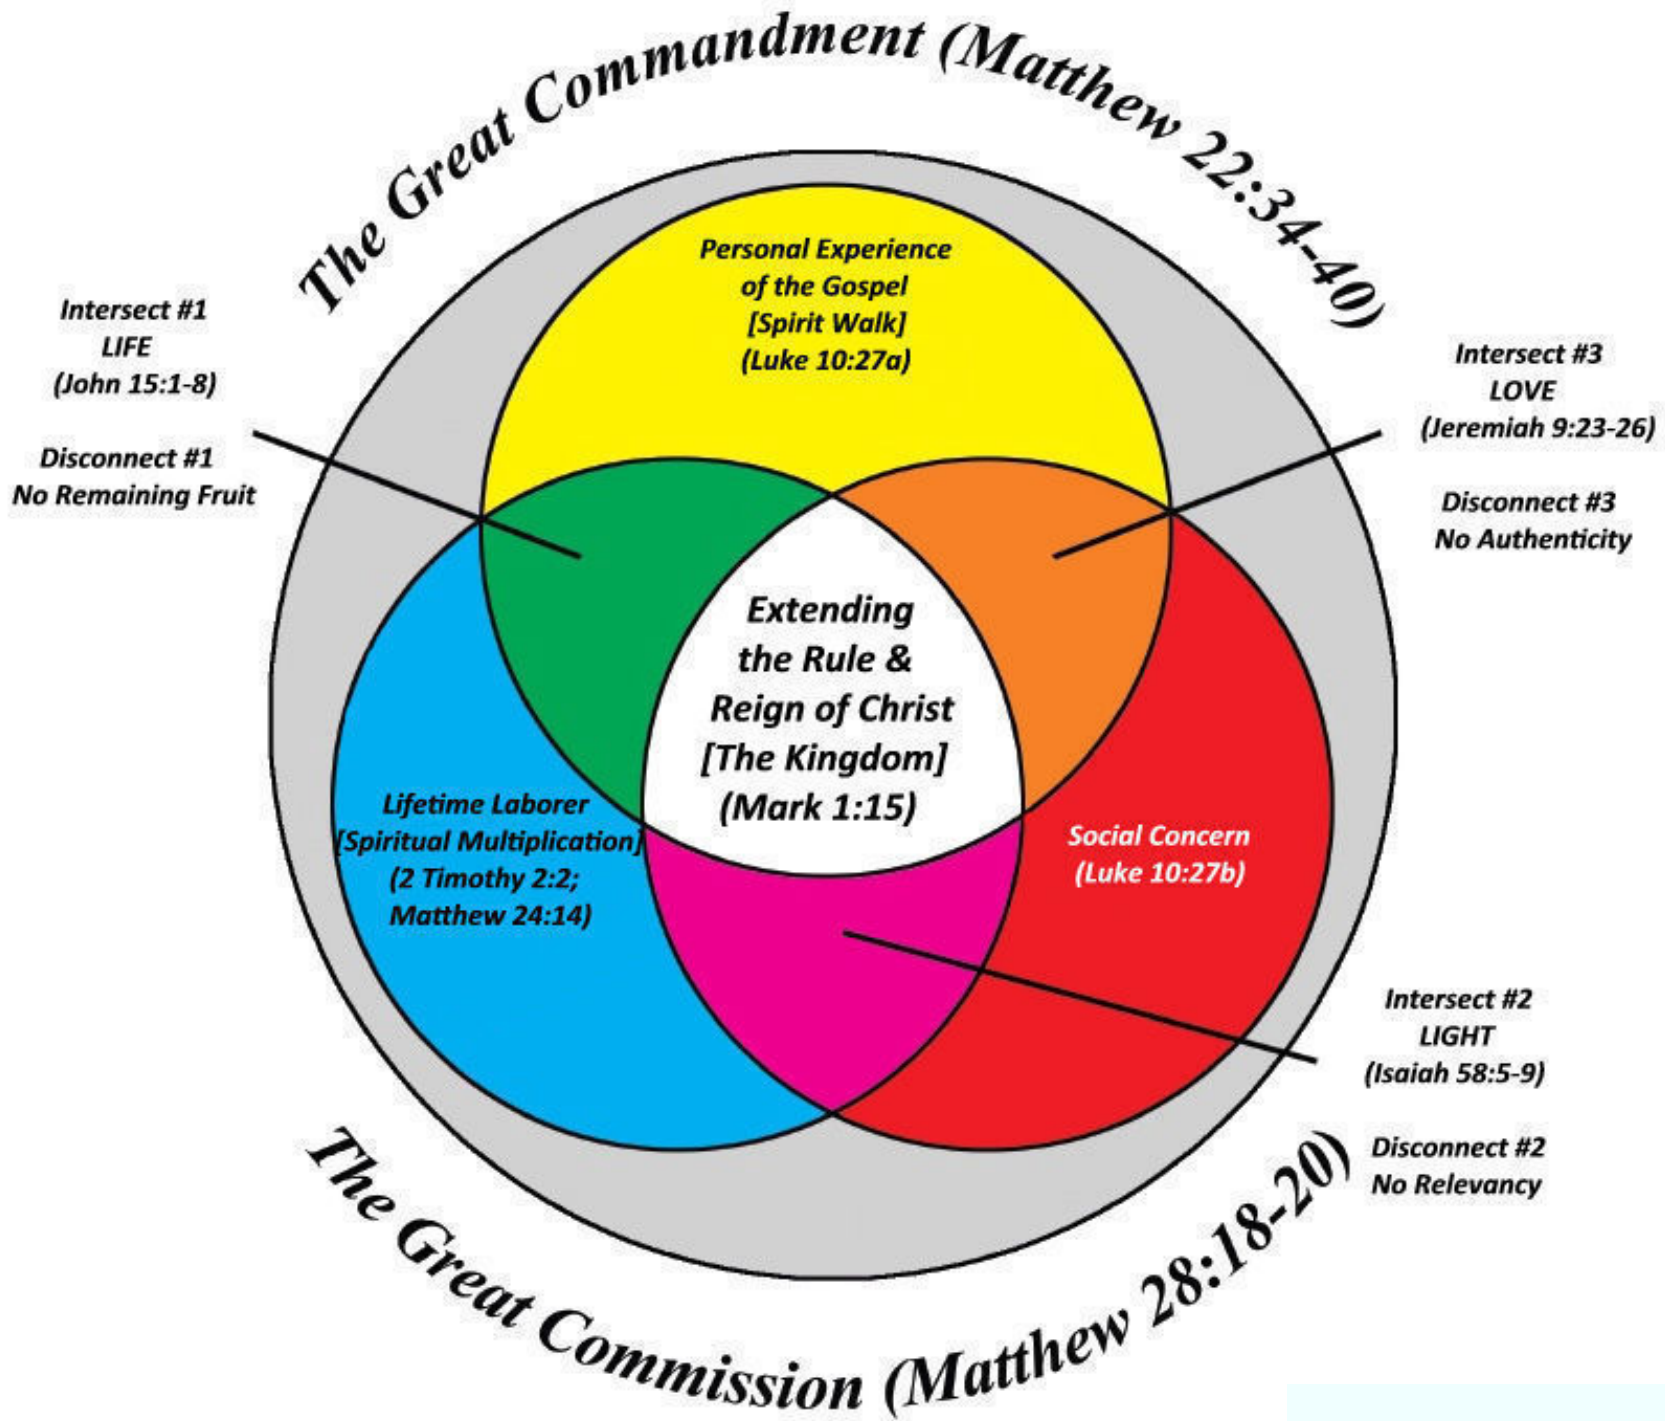 The Great Commandment (Matthew 22:34-40)
Personal Experience
of the Gospel
[Spirit Walk]
(Luke 10:27a)
Intersect #1
LIFE
(John 15:1-8)
Disconnect #1
No Remaining Fruit
Intersect #3
LOVE
(Jeremiah 9:23-26)
Disconnect #3
No Authenticity
Extending
the Rule &
Reign of Christ
[The Kingdom]
(Mark 1:15)
Lifetime Laborer
[Spiritual Multiplication]
(2 Timothy 2:2;
Matthew 24:14)
Social Concern
(Luke 10:27b)
Intersect #2
LIGHT
(Isaiah 58:5-9)
Disconnect #2
No Relevancy
The Great Commission (Matthew 28:18-20)